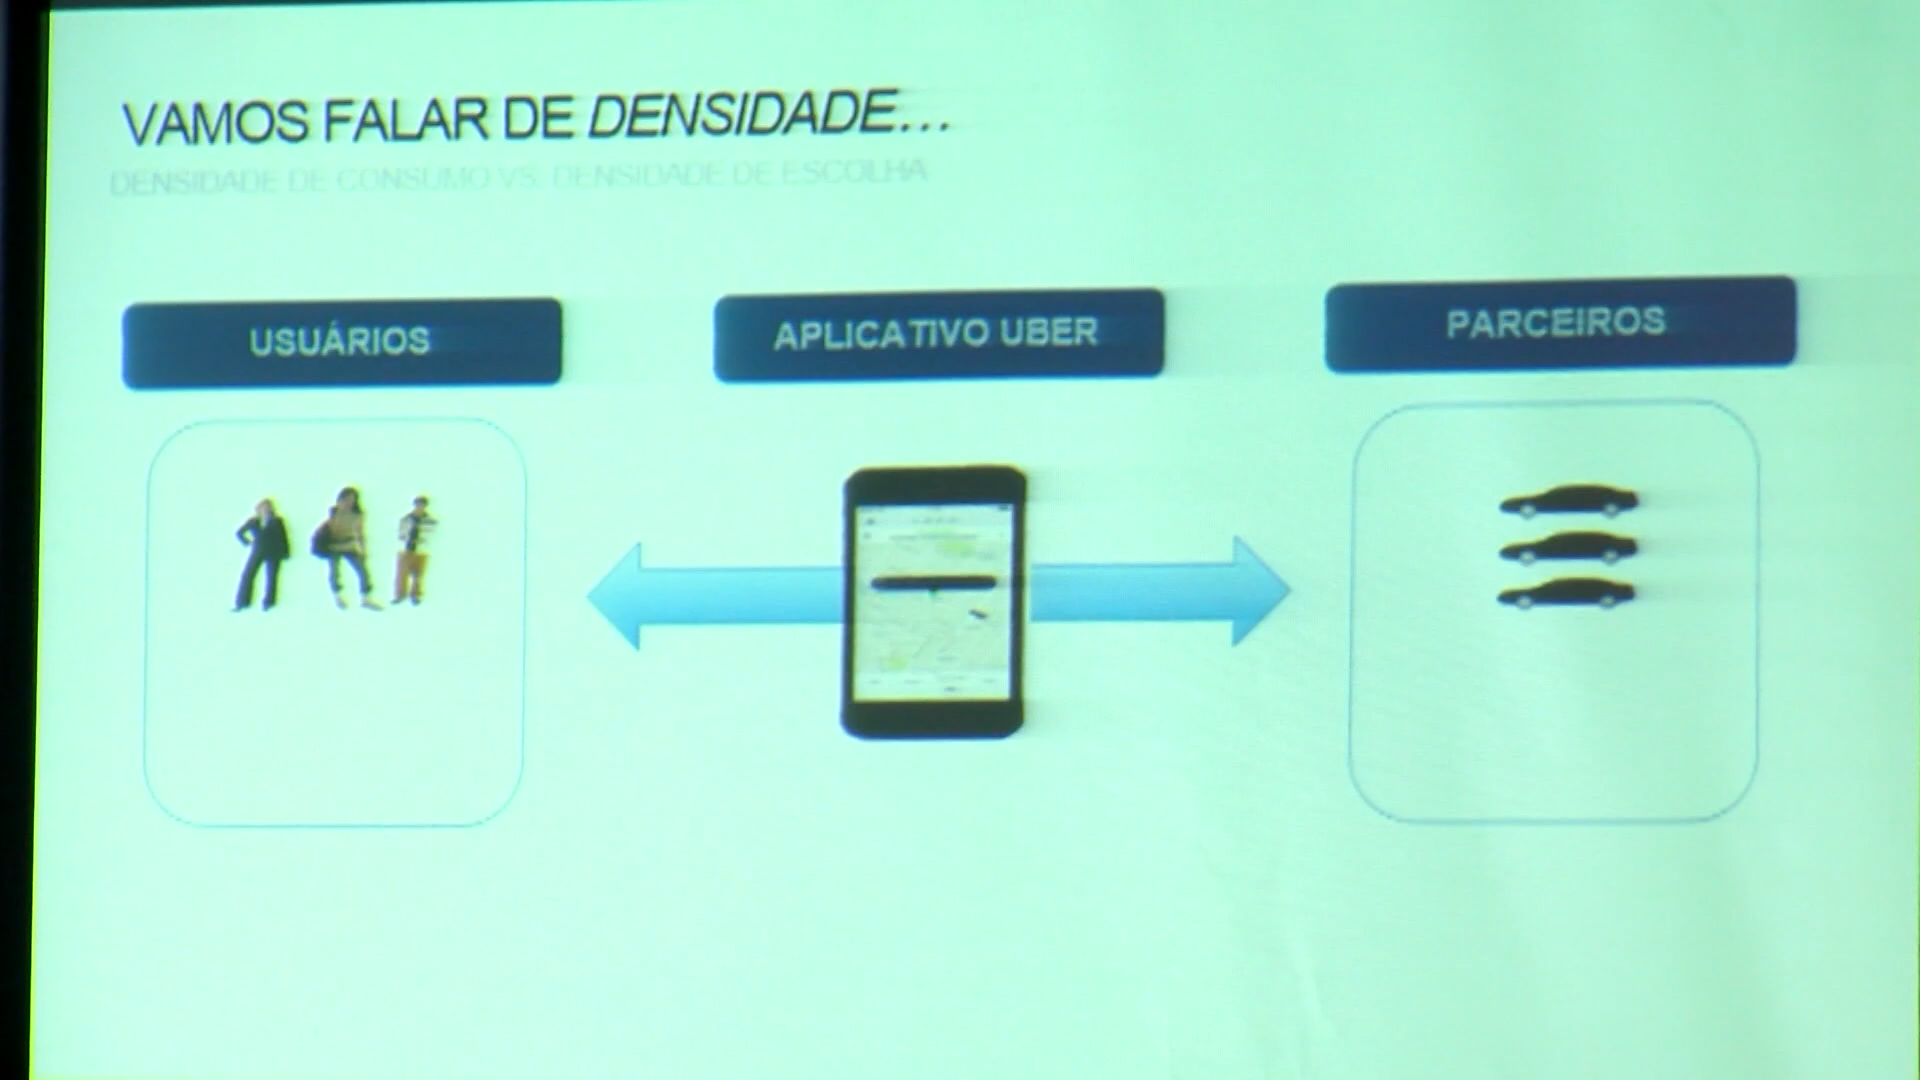 VAMOS FALAR DE DENSIDADE...
DENSIDADE DE CONSUMO VS. DENSIDADE DE ESCOLHA
USUÁRIOS
APLICATIVO UBER
PARCEIROS